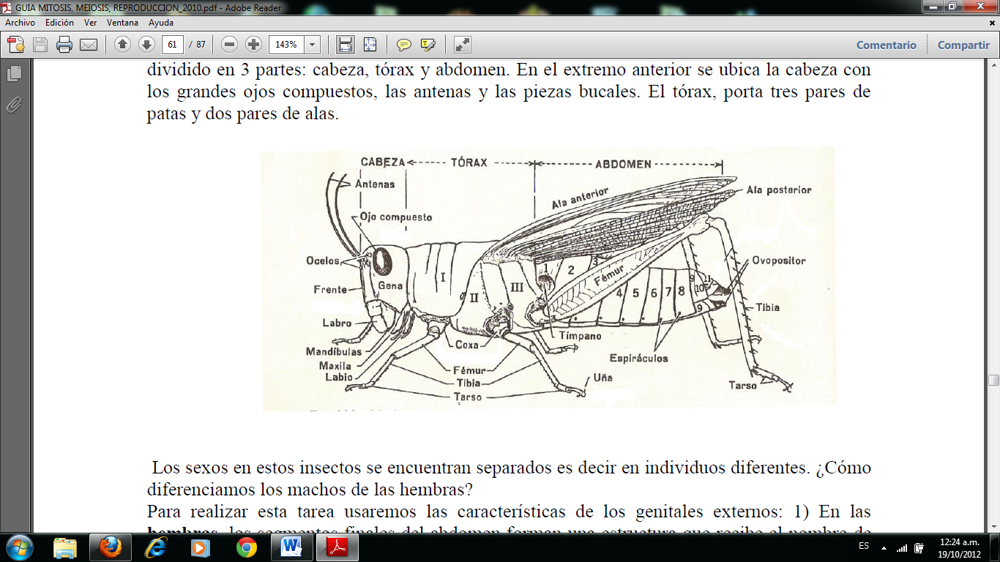 GUIA MITOSIS, MEIOSIS, REPRODUCCION_2010.pdf - Adobe Reader
Archivo Edición Ver Ventana Ayuda
61 / 87 143% Comentario Compartir
dividido en 3 partes: cabeza, tórax y abdomen. En el extremo anterior se ubica la cabeza con
los grandes ojos compuestos, las antenas y las piezas bucales. El tórax, porta tres pares de
patas y dos pares de alas.
CABEZA TÓRAX ABDOMEN
Antenas
Ala anterior
Ala posterior
Ojo compuesto
Ocelos
Ovopositor
Frente
Gena
I
II
III
1
2
3
Fémur
4
5
6
7
8
9
10
11
9
Tibia
Labro
Coxa
Tímpano
Mandíbulas
Espiráculos
Maxila
Labio
Fémur
Tibia
Tarso
Uña
Tarso
Los sexos en estos insectos se encuentran separados es decir en individuos diferentes. ¿Cómo
diferenciamos los machos de las hembras?
Para realizar esta tarea usaremos las características de los genitales externos: 1) En las
hembras, los segmentos finales del abdomen forman una estructura que recibe el nombre de
ES 12:24 a.m.
19/10/2012